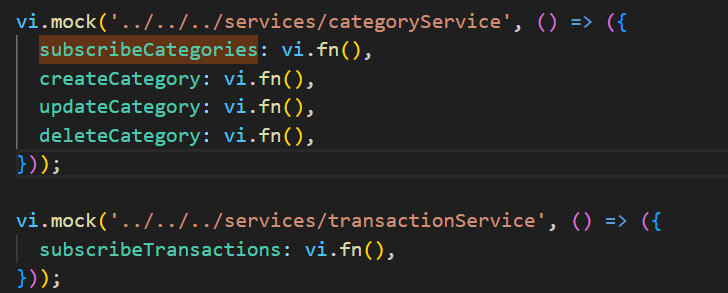 vi.mock('../../../services/categoryService', () => ({
  subscribeCategories: vi.fn(),
  createCategory: vi.fn(),
  updateCategory: vi.fn(),
  deleteCategory: vi.fn(),
}));

vi.mock('../../../services/transactionService', () => ({
  subscribeTransactions: vi.fn(),
}));